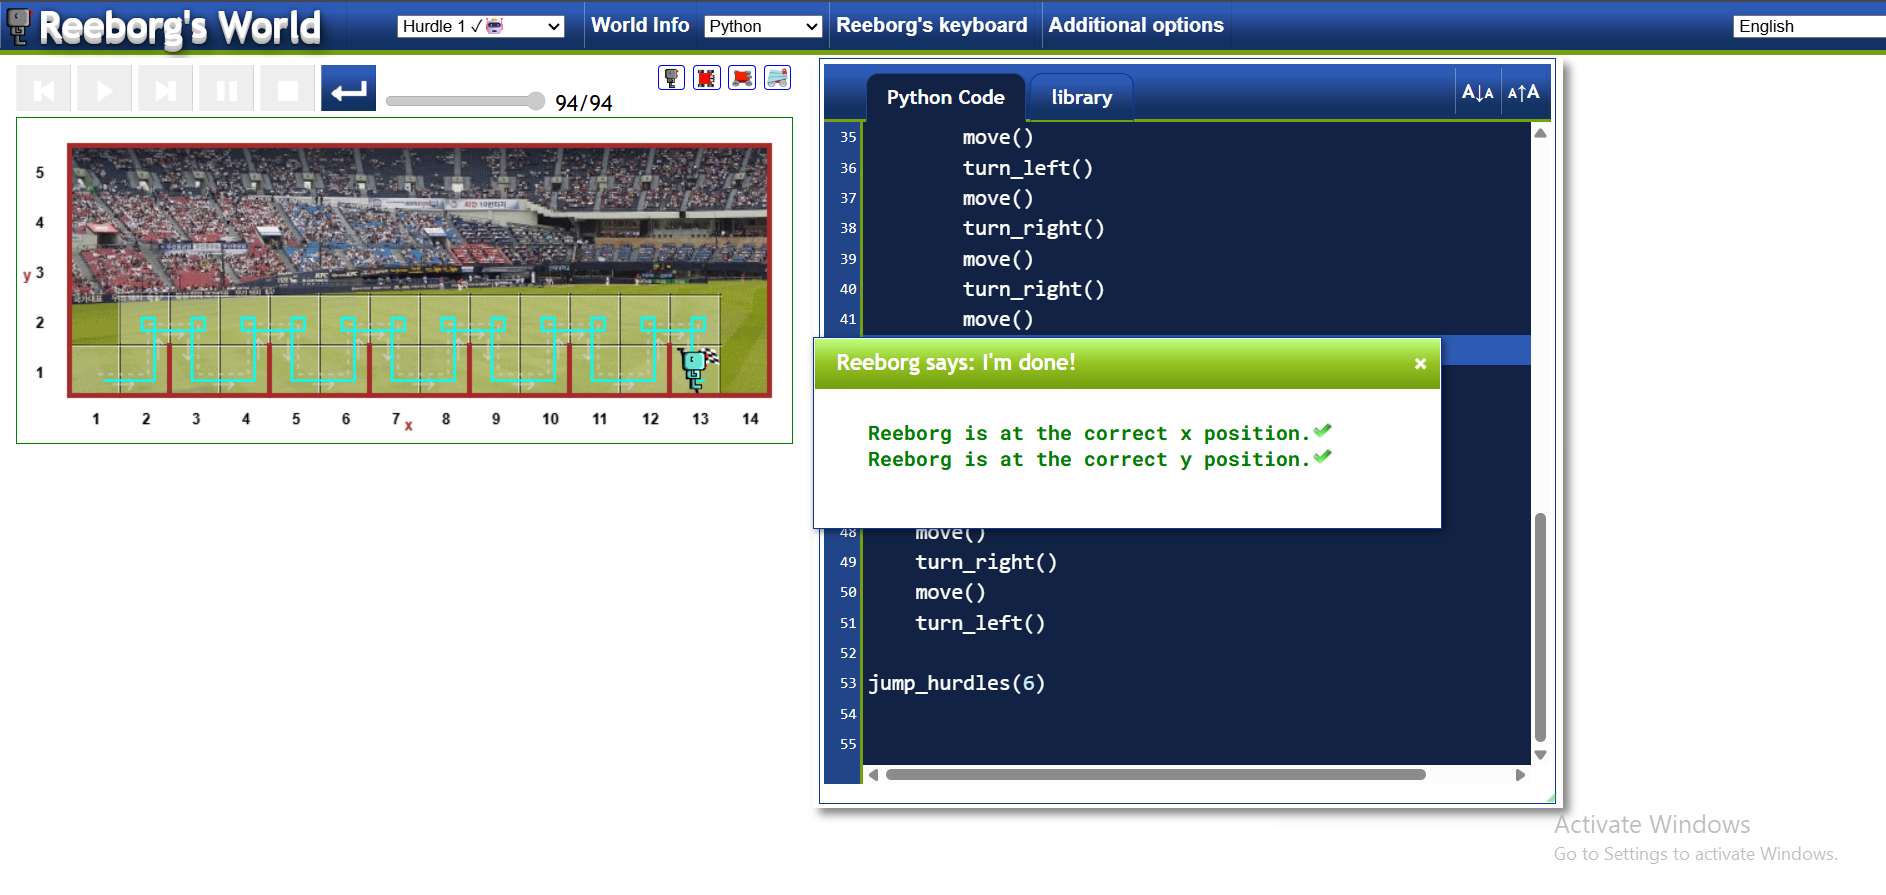 Reeborg's World
Hurdle 1 ✓
World Info
Python
Reeborg's keyboard
Additional options
English
94/94
Python Code
library
A↓A
A↑A
5
4
y 3
2
1
1 2 3 4 5 6 7 x 8 9 10 11 12 13 14
35 move()
36 turn_left()
37 move()
38 turn_right()
39 move()
40 turn_right()
41 move()
Reeborg says: I'm done!
×
Reeborg is at the correct x position.
Reeborg is at the correct y position.
48 move()
49 turn_right()
50 move()
51 turn_left()
52
53 jump_hurdles(6)
54
55
Activate Windows
Go to Settings to activate Windows.